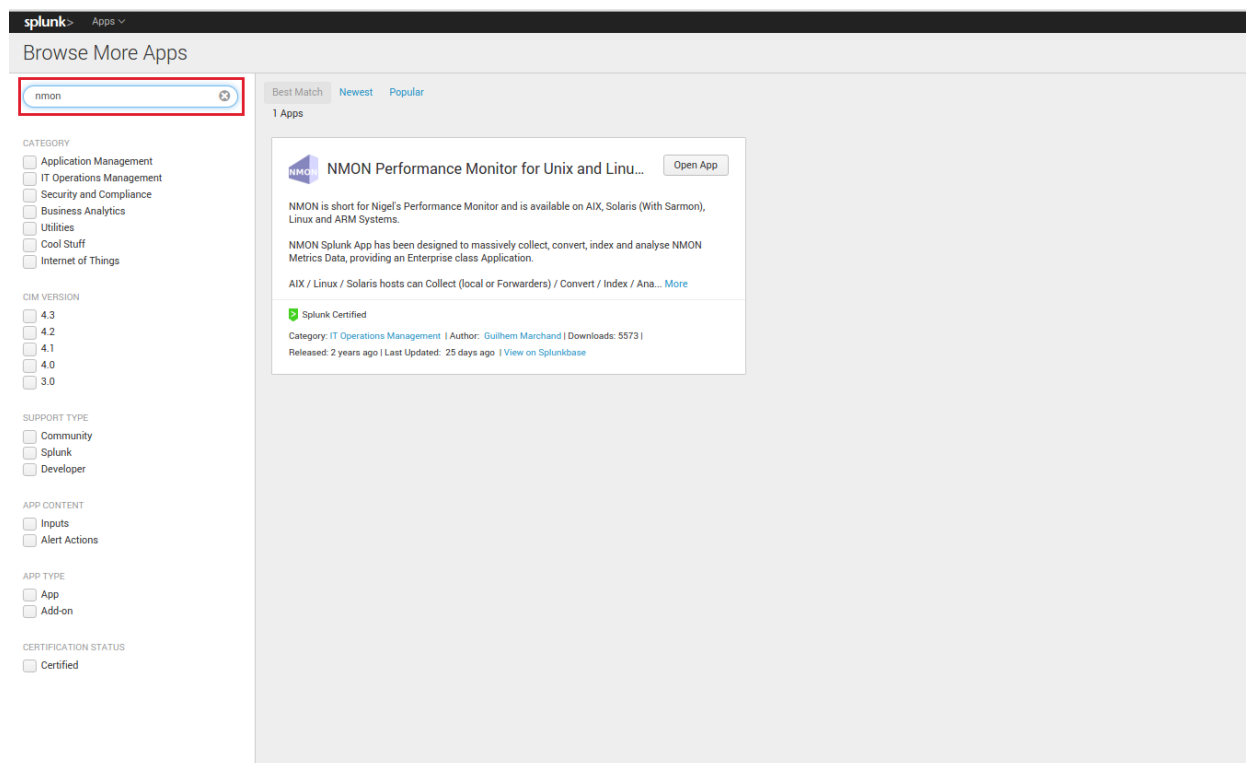 splunk> Apps
Browse More Apps
nmon
Best Match Newest Popular
1 Apps
CATEGORY
Application Management
IT Operations Management
Security and Compliance
Business Analytics
Utilities
Cool Stuff
Internet of Things
CIM VERSION
4.3
4.2
4.1
4.0
3.0
SUPPORT TYPE
Community
Splunk
Developer
APP CONTENT
Inputs
Alert Actions
APP TYPE
App
Add-on
CERTIFICATION STATUS
Certified
NMON
NMON Performance Monitor for Unix and Linu... Open App
NMON is short for Nigel's Performance Monitor and is available on AIX, Solaris (With Sarmon),
Linux and ARM Systems.
NMON Splunk App has been designed to massively collect, convert, index and analyse NMON
Metrics Data, providing an Enterprise class Application.
AIX / Linux / Solaris hosts can Collect (local or Forwarders) / Convert / Index / Ana... More
Splunk Certified
Category: IT Operations Management | Author: Guilhem Marchand | Downloads: 5573 |
Released: 2 years ago | Last Updated: 25 days ago | View on Splunkbase